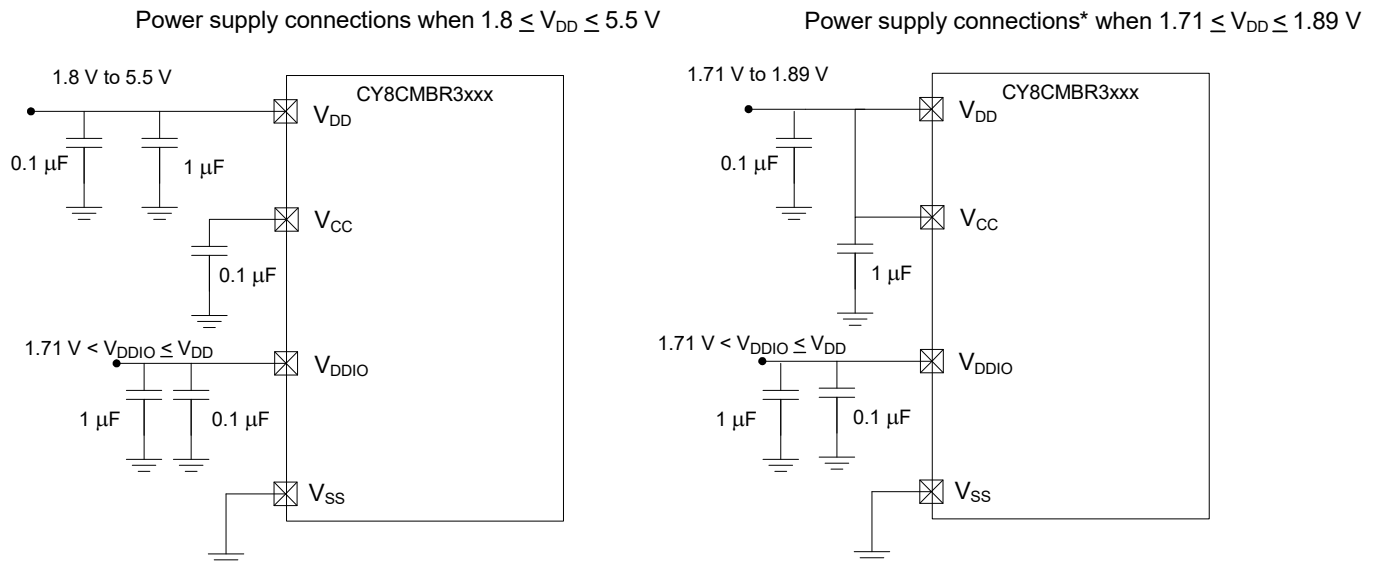 Power supply connections when 1.8 ≤ VDD ≤ 5.5 V
1.8 V to 5.5 V
CY8CMBR3xxx
VDD
0.1 µF
1 µF
VCC
0.1 µF
1.71 V < VDDIO ≤ VDD
VDDIO
1 µF
0.1 µF
VSS
Power supply connections* when 1.71 ≤ VDD ≤ 1.89 V
1.71 V to 1.89 V
CY8CMBR3xxx
VDD
0.1 µF
VCC
1 µF
1.71 V < VDDIO ≤ VDD
VDDIO
1 µF
0.1 µF
VSS